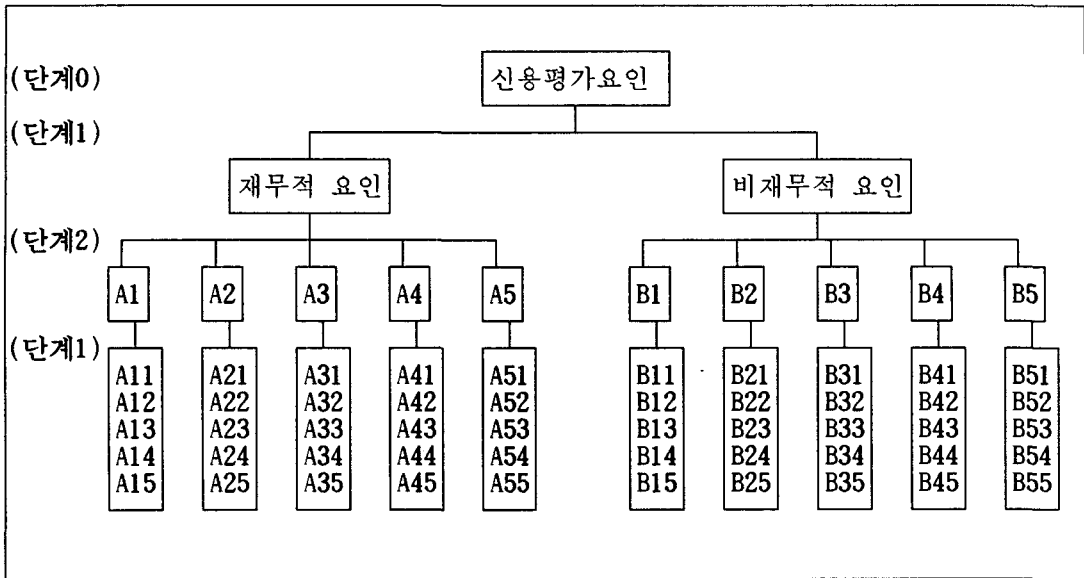 (단계0) 신용평가요인
(단계1)
재무적 요인 비재무적 요인
(단계2)
A1 A2 A3 A4 A5 B1 B2 B3 B4 B5
(단계1)
A11 A21 A31 A41 A51 B11 B21 B31 B41 B51
A12 A22 A32 A42 A52 B12 B22 B32 B42 B52
A13 A23 A33 A43 A53 B13 B23 B33 B43 B53
A14 A24 A34 A44 A54 B14 B24 B34 B44 B54
A15 A25 A35 A45 A55 B15 B25 B35 B45 B55